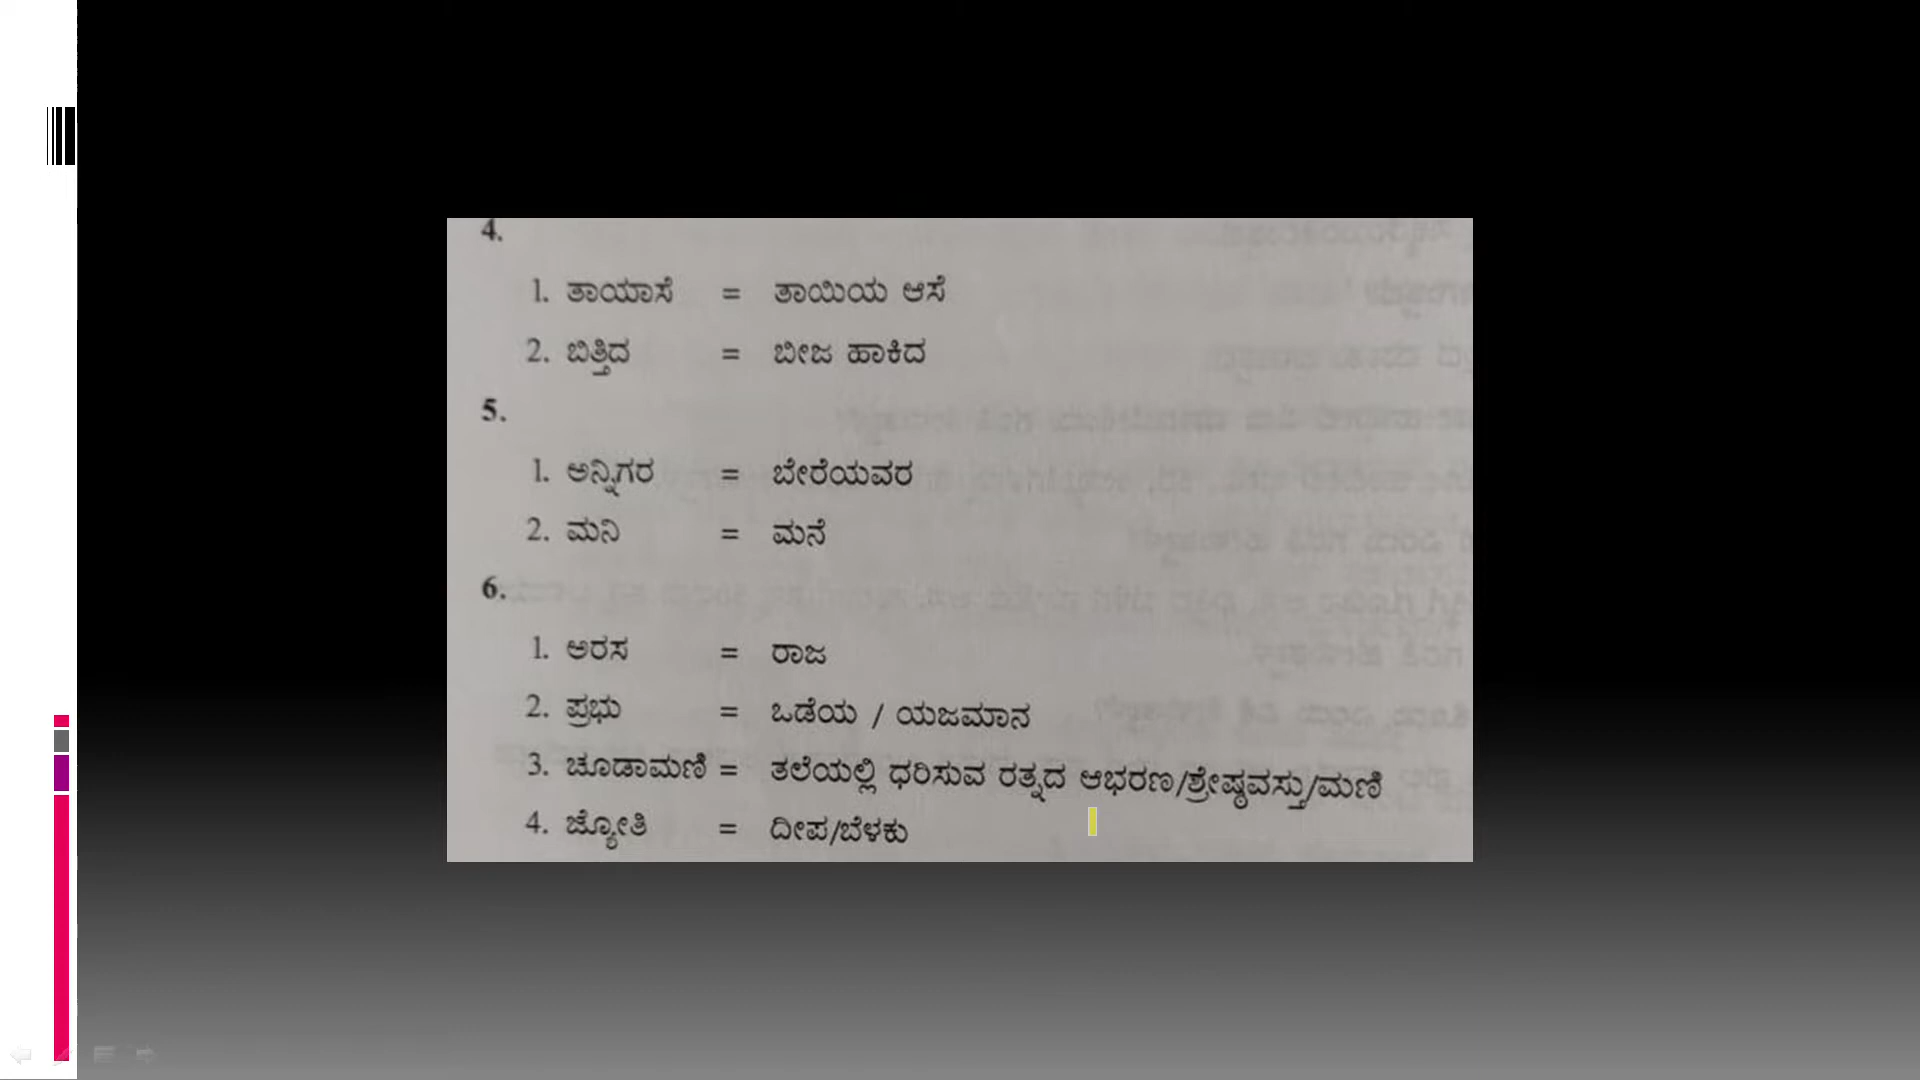 4.
1. ತಾಯಾಸೆ = ತಾಯಿಯ ಆಸೆ
2. ಬಿತ್ತಿದ = ಬೀಜ ಹಾಕಿದ
5.
1. ಅನ್ನಿಗರ = ಬೇರೆಯವರ
2. ಮನಿ = ಮನೆ
6.
1. ಅರಸ = ರಾಜ
2. ಪ್ರಭು = ಒಡೆಯ / ಯಜಮಾನ
3. ಚೂಡಾಮಣಿ = ತಲೆಯಲ್ಲಿ ಧರಿಸುವ ರತ್ನದ ಆಭರಣ/ಶ್ರೇಷ್ಠವಸ್ತು/ಮಣಿ
4. ಜ್ಯೋತಿ = ದೀಪ/ಬೆಳಕು